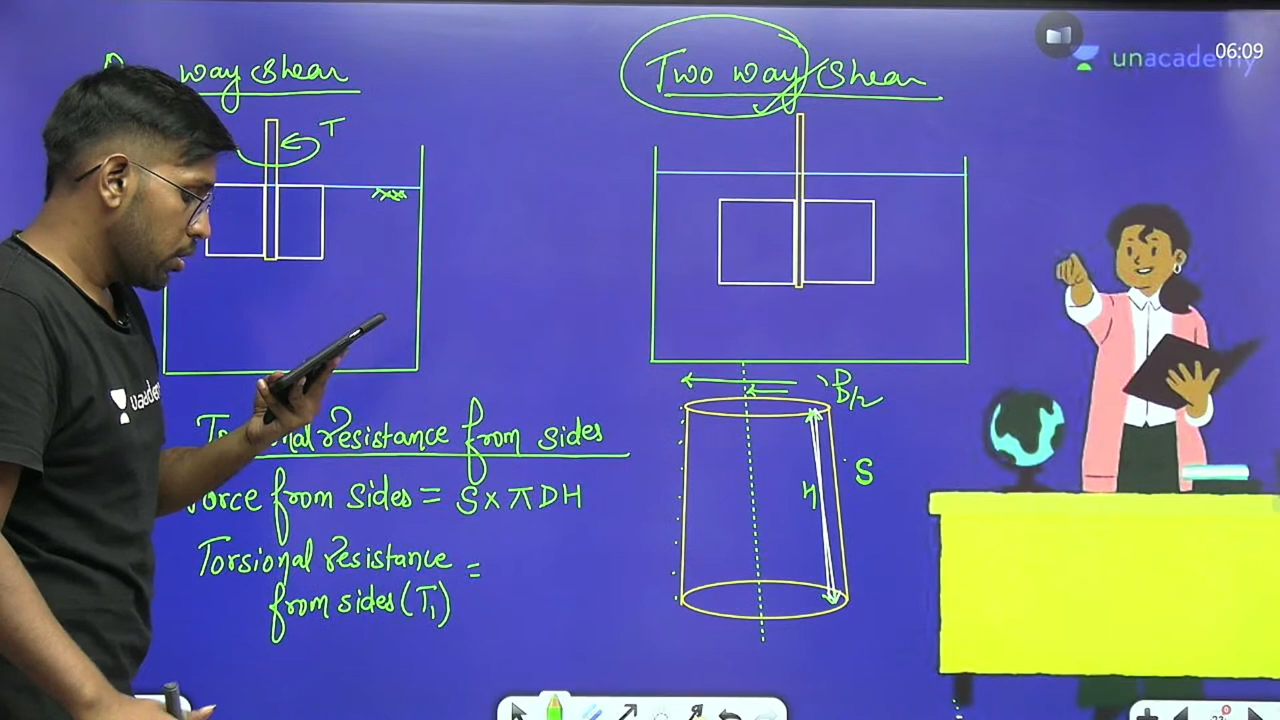 way Shear
Two way Shear
unacademy
06:09
T
B/2
S
H
Torsional resistance from sides
Force from sides = S × π D H
Torsional resistance =
from sides (T₁)